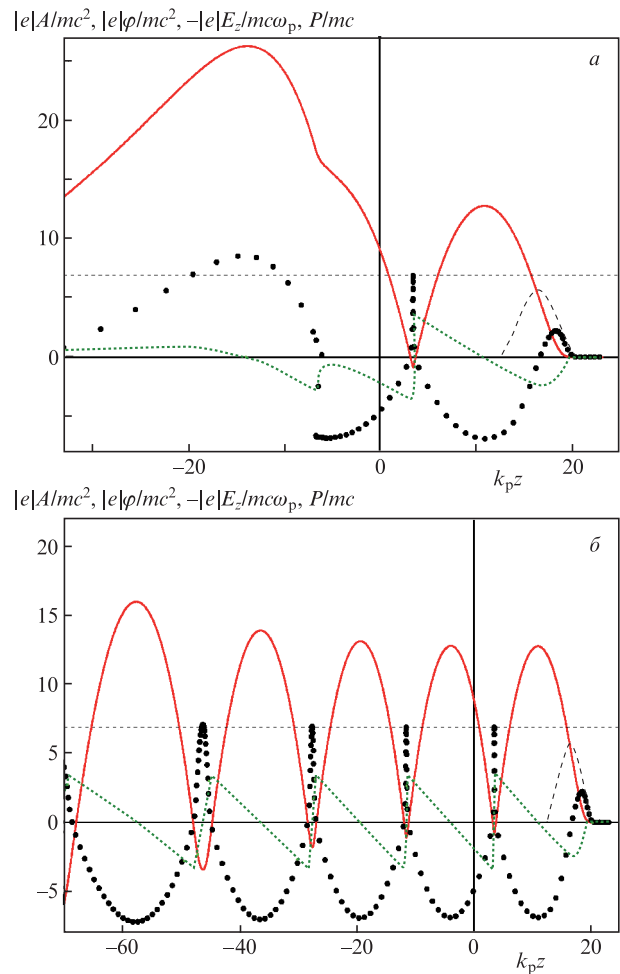 |e|A/mc², |e|φ/mc², –|e|E_z/mcω_p, P/mc
а
20
10
0
–20
0
20
k_pz
|e|A/mc², |e|φ/mc², –|e|E_z/mcω_p, P/mc
б
20
15
10
5
0
–5
–60
–40
–20
0
20
k_pz